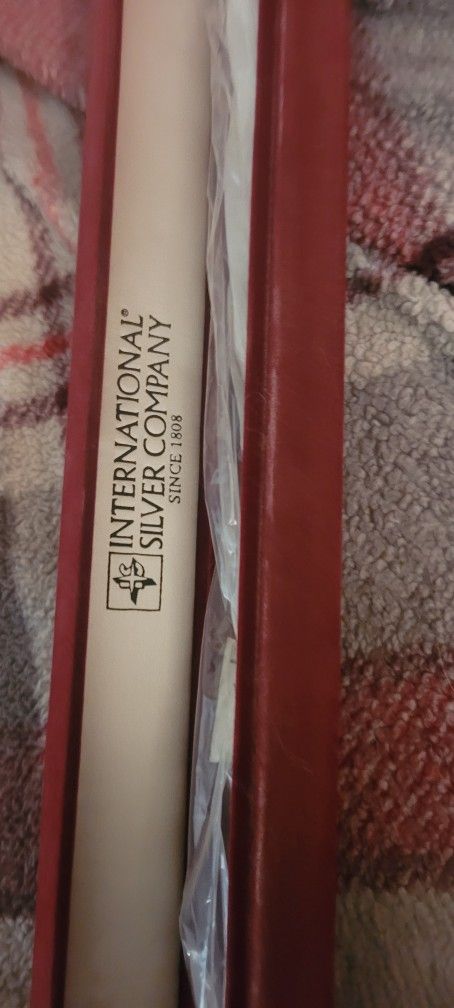 INTERNATIONAL®
SILVER COMPANY
SINCE 1808